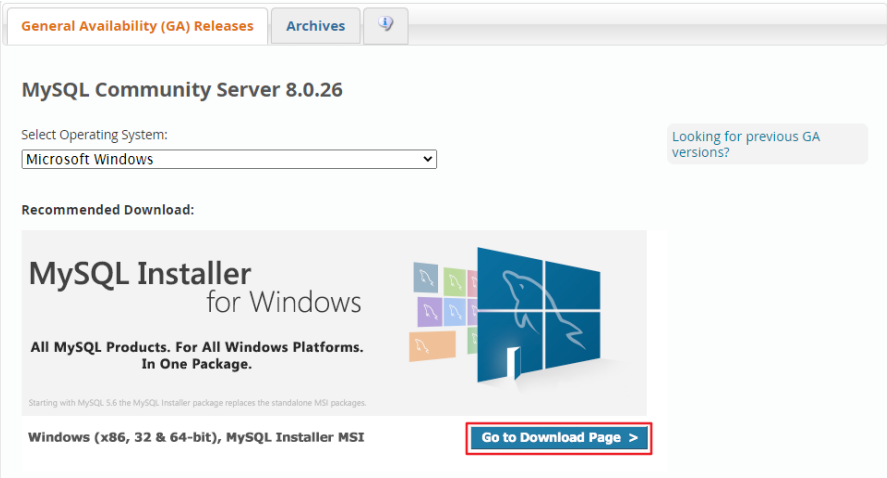 General Availability (GA) Releases
Archives
MySQL Community Server 8.0.26
Select Operating System:
Looking for previous GA
versions?
Microsoft Windows
Recommended Download:
MySQL Installer
for Windows
All MySQL Products. For All Windows Platforms.
In One Package.
Starting with MySQL 5.6 the MySQL Installer package replaces the standalone MSI packages.
Windows (x86, 32 & 64-bit), MySQL Installer MSI
Go to Download Page >